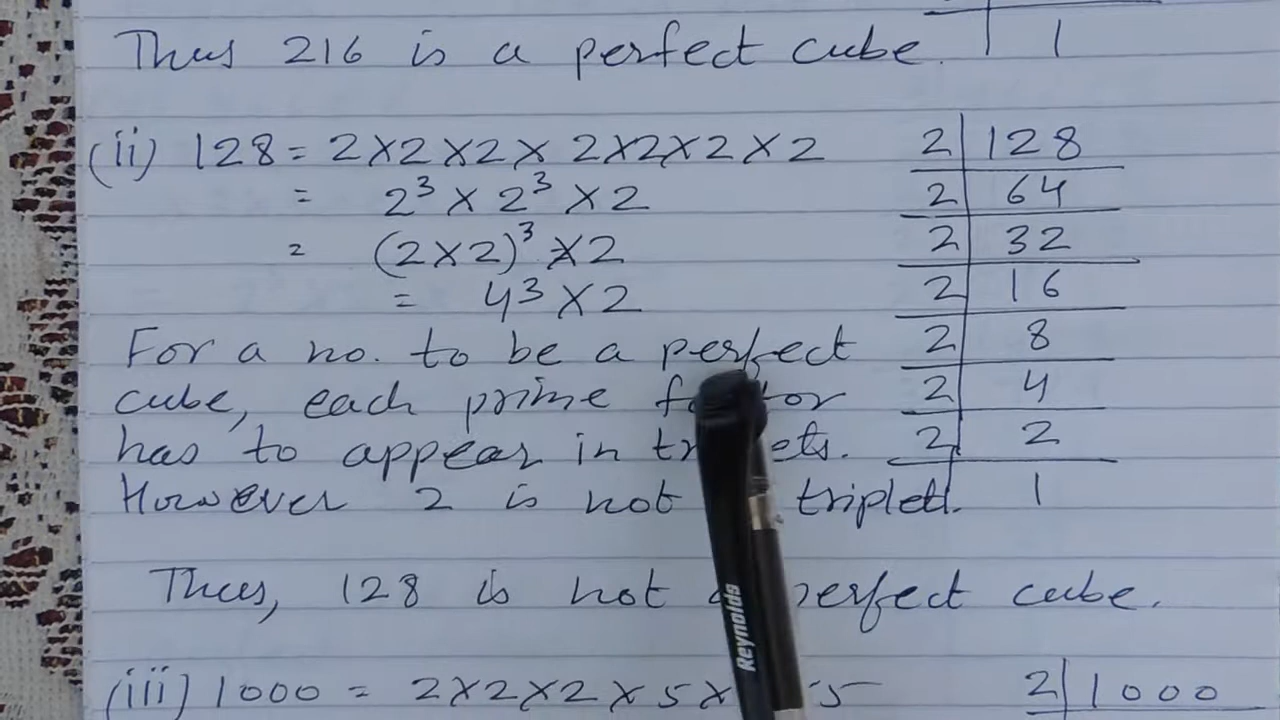 Thus 216 is a perfect cube. 1
(ii) 128 = 2×2×2×2×2×2×2
= 2³ × 2³ × 2
= (2×2)³ × 2
= 4³ × 2
For a no. to be a perfect
cube, each prime
has to appear in
However 2 is not triplet.
Thus, 128 is not perfect cube.
2 128
2 64
2 32
2 16
2 8
2 4
2 2
1
(iii) 1000 = 2×2×2×5× 5
2 1000
Reynolds